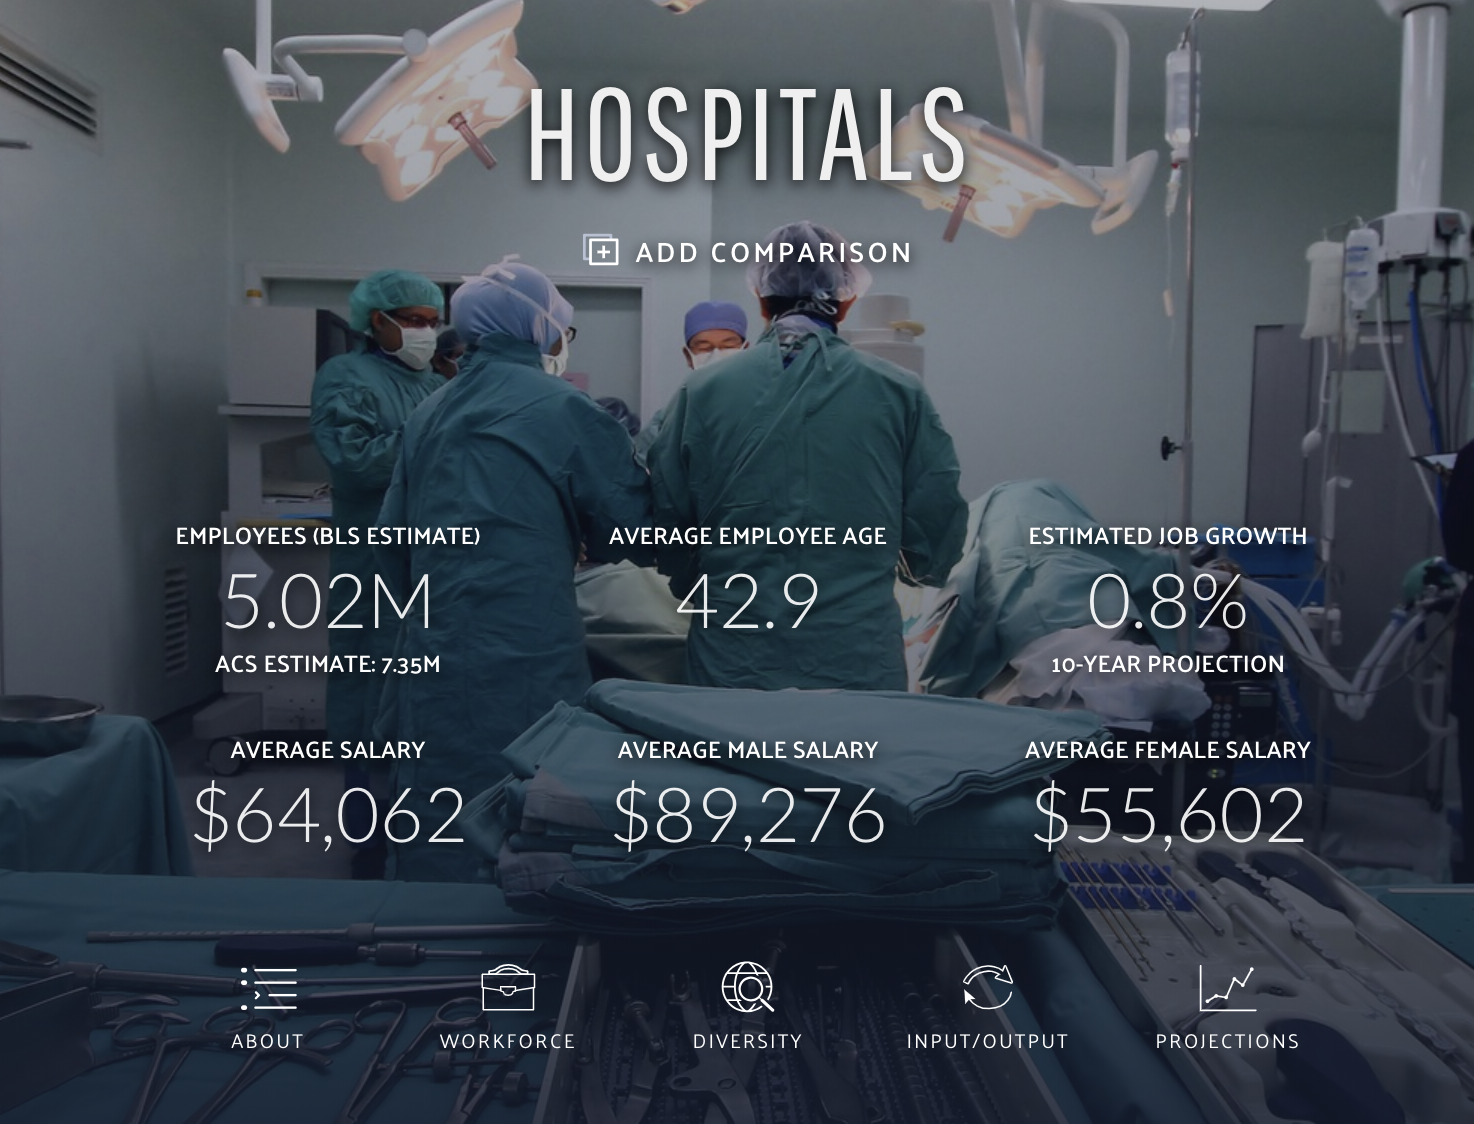 HOSPITALS
ADD COMPARISON
EMPLOYEES (BLS ESTIMATE)
5.02M
ACS ESTIMATE: 7.35M
AVERAGE EMPLOYEE AGE
42.9
ESTIMATED JOB GROWTH
0.8%
10-YEAR PROJECTION
AVERAGE SALARY
$64,062
AVERAGE MALE SALARY
$89,276
AVERAGE FEMALE SALARY
$55,602
ABOUT
WORKFORCE
DIVERSITY
INPUT/OUTPUT
PROJECTIONS